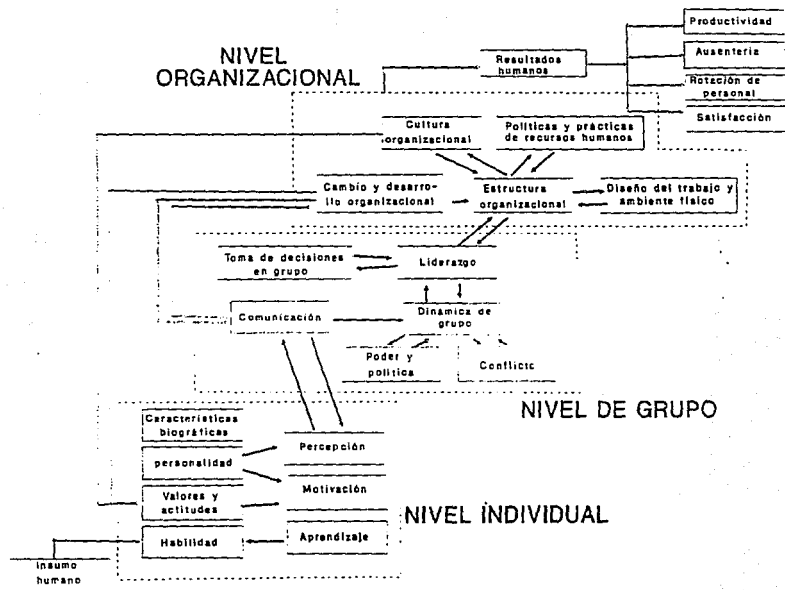 NIVEL
ORGANIZACIONAL
Resultados
humanos
Productividad
Ausenteria
Rotación de
personal
Satisfacción
Cultura
organizacional
Políticas y prácticas
de recursos humanos
Cambio y desarro-
llo organizacional
Estructura
organizacional
Diseño del trabajo y
ambiente físico
Toma de decisiones
en grupo
Liderazgo
Comunicación
Dinámica de
grupo
Poder y
política
Conflicto
NIVEL DE GRUPO
Características
biográficas
personalidad
Percepción
Valores y
actitudes
Motivación
NIVEL INDIVIDUAL
Habilidad
Aprendizaje
Insumo
humano